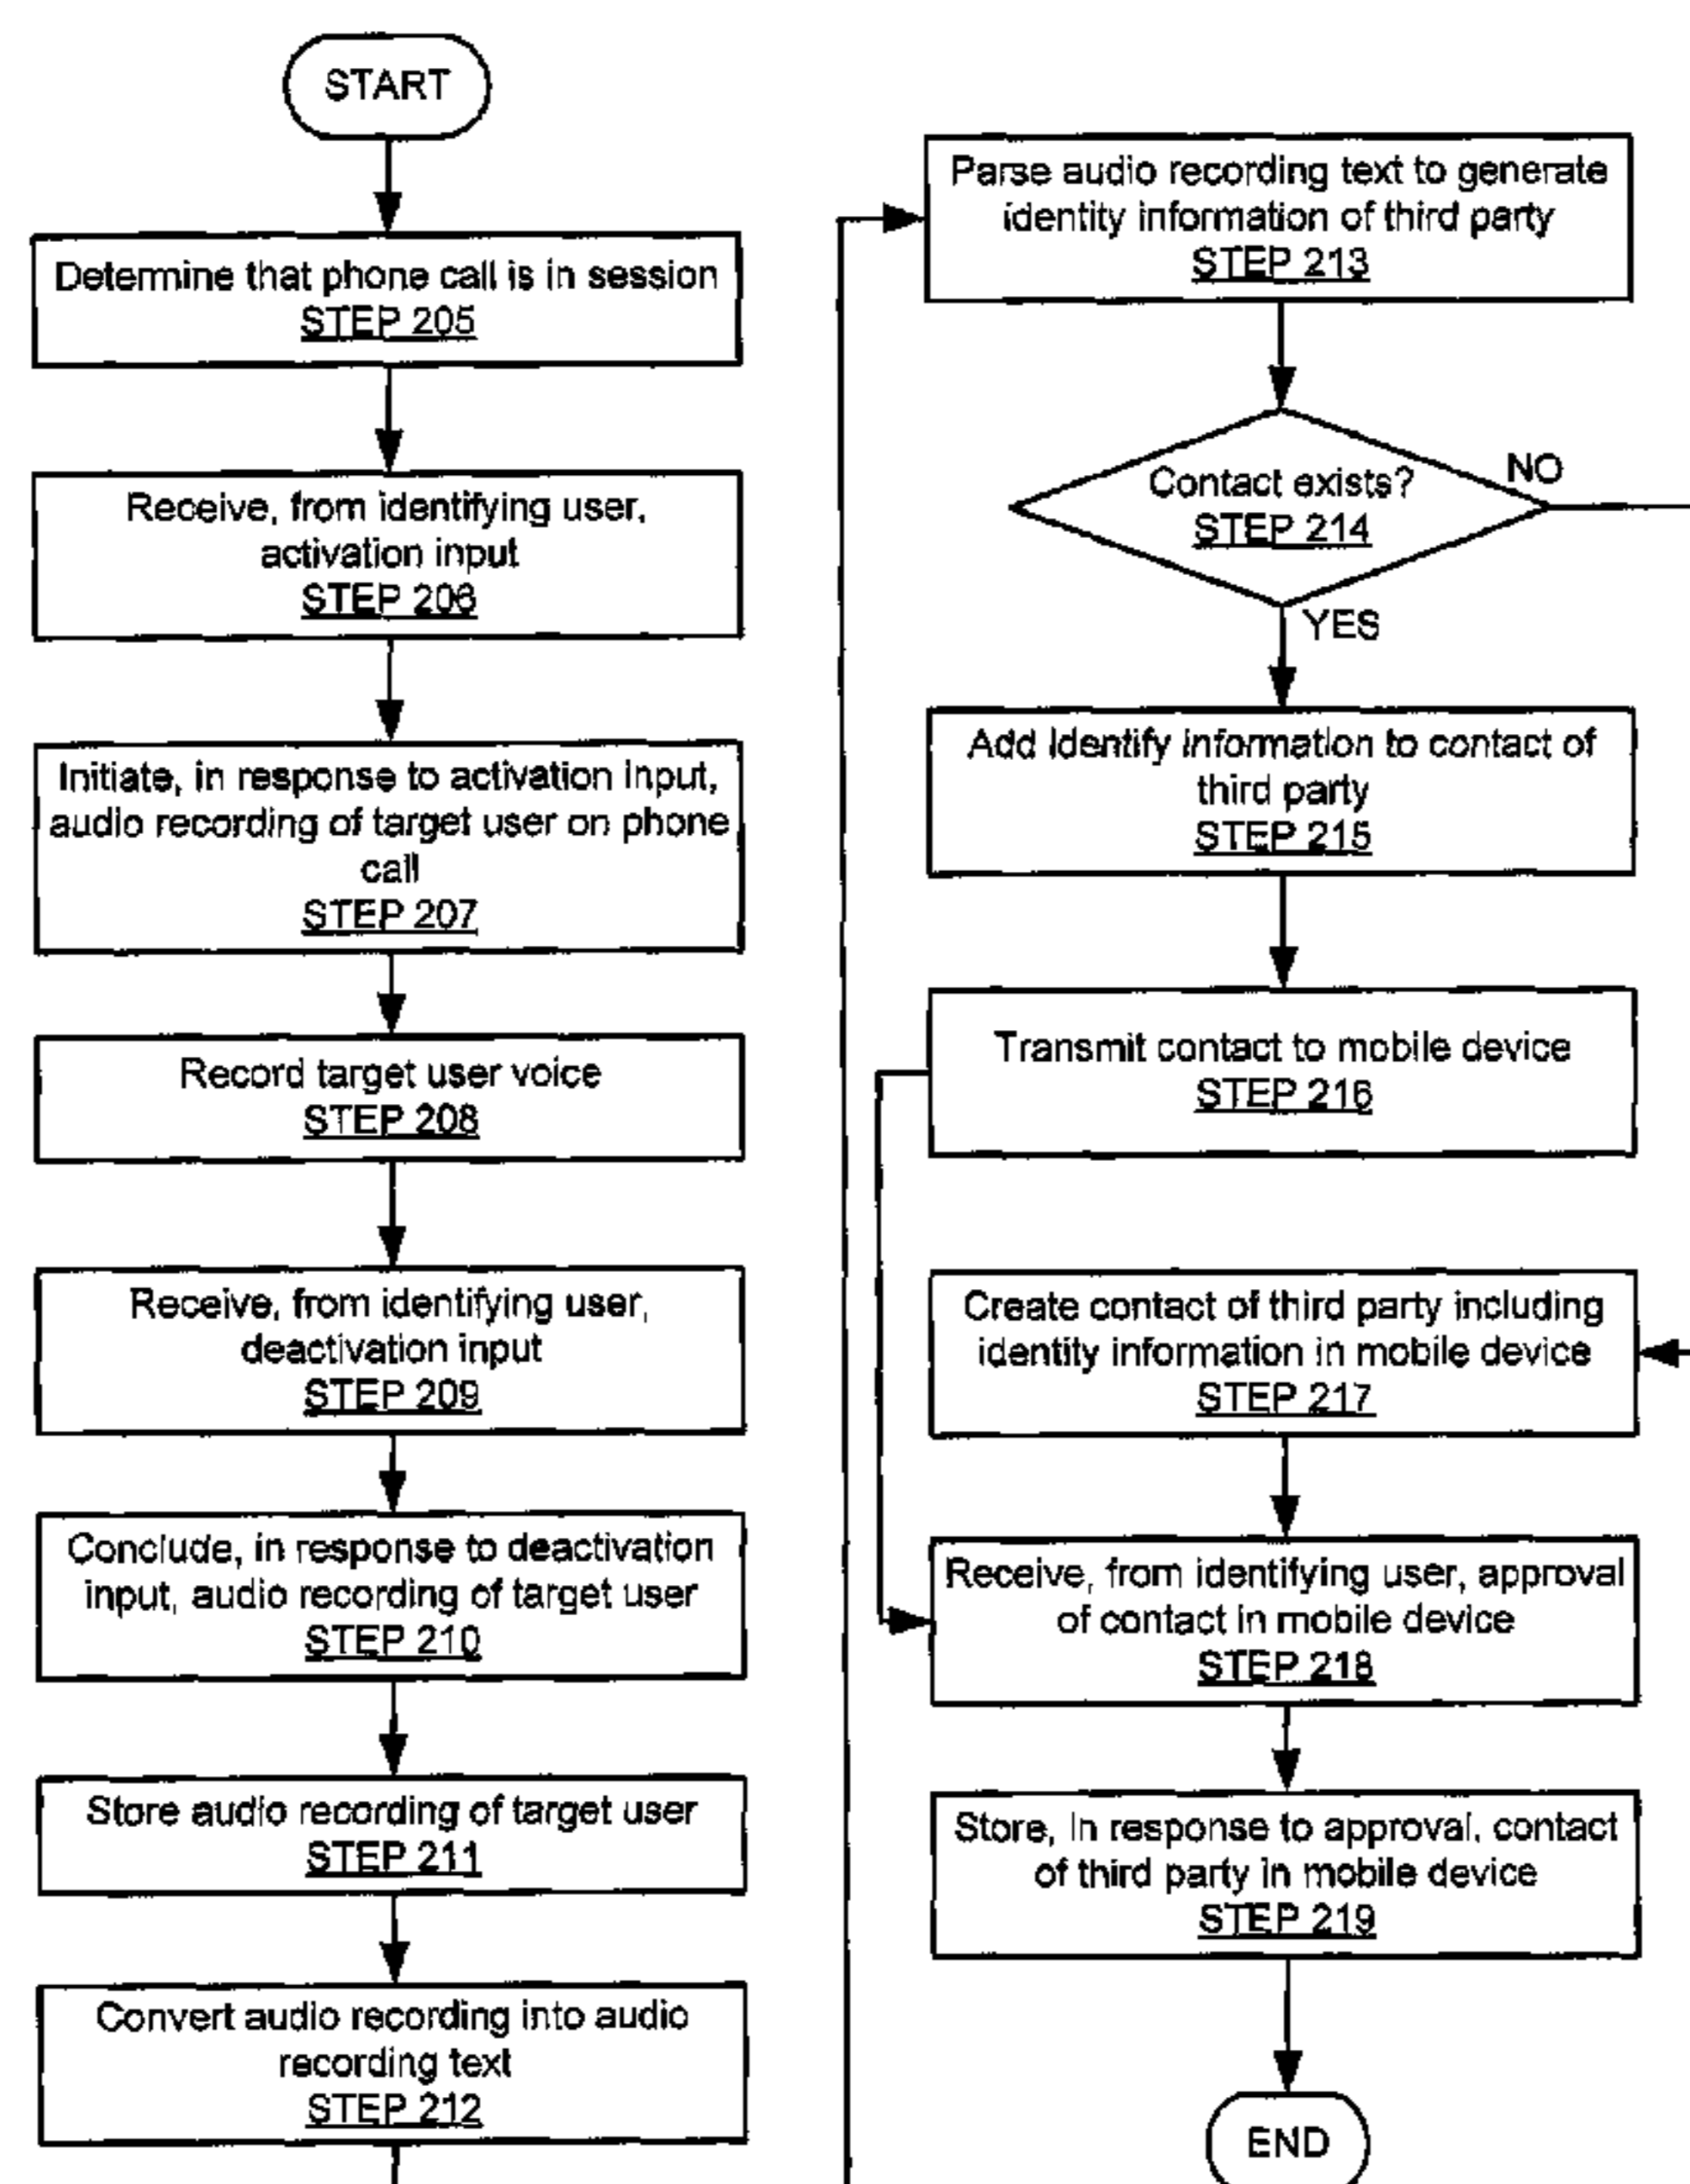 START
Determine that phone call is in session
STEP 205
Receive, from identifying user,
activation input
STEP 206
Initiate, in response to activation input,
audio recording of target user on phone
call
STEP 207
Record target user voice
STEP 208
Receive, from identifying user,
deactivation input
STEP 209
Conclude, in response to deactivation
input, audio recording of target user
STEP 210
Store audio recording of target user
STEP 211
Convert audio recording into audio
recording text
STEP 212
Parse audio recording text to generate
identity information of third party
STEP 213
Contact exists?
STEP 214
NO
YES
Add identify information to contact of
third party
STEP 215
Transmit contact to mobile device
STEP 216
Create contact of third party including
identity information in mobile device
STEP 217
Receive, from identifying user, approval
of contact in mobile device
STEP 218
Store, in response to approval, contact
of third party in mobile device
STEP 219
END